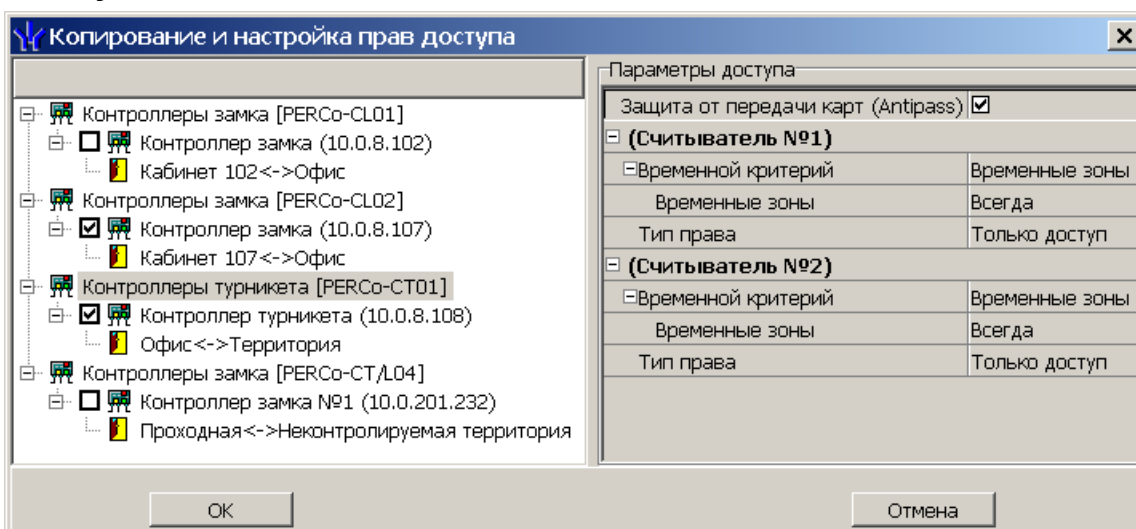 Копирование и настройка прав доступа
Контроллеры замка [PERCo-CL01]
Контроллер замка (10.0.8.102)
Кабинет 102<->Офис
Контроллеры замка [PERCo-CL02]
Контроллер замка (10.0.8.107)
Кабинет 107<->Офис
Контроллеры турникета [PERCo-CT01]
Контроллер турникета (10.0.8.108)
Офис<->Территория
Контроллеры замка [PERCo-CT/L04]
Контроллер замка №1 (10.0.201.232)
Проходная<->Неконтролируемая территория
Параметры доступа
Защита от передачи карт (Antipass)
(Считыватель №1)
Временной критерий Временные зоны
Временные зоны Всегда
Тип права Только доступ
(Считыватель №2)
Временной критерий Временные зоны
Временные зоны Всегда
Тип права Только доступ
OK Отмена